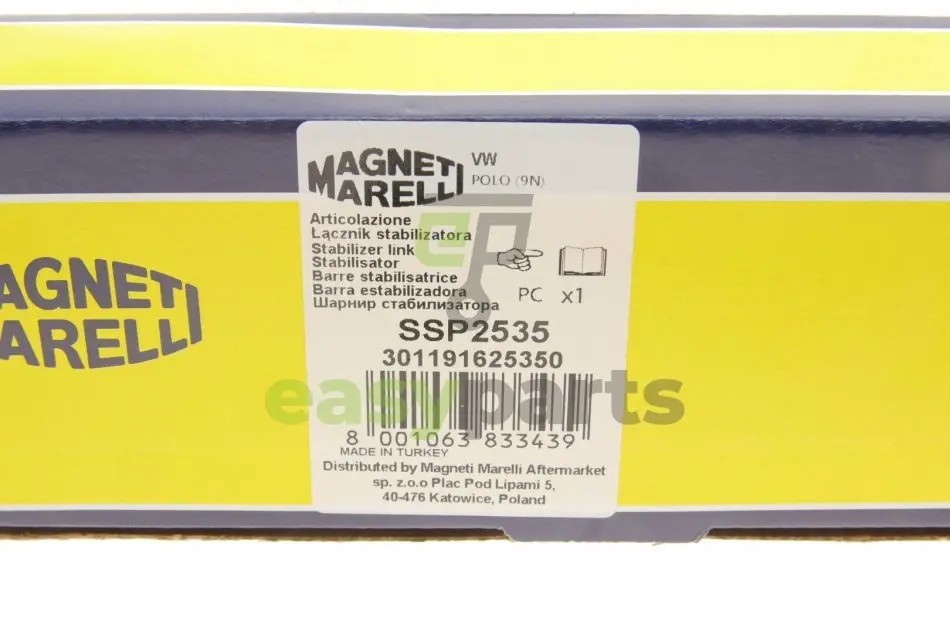 MAGNETI
MARELLI
VW
POLO (9N)
Articolazione
Łącznik stabilizatora
Stabilizer link
Stabilisator
Barre stabilisatrice
Barra estabilizadora
Шарнир стабилизатора
PC x1
SSP2535
301191625350
8 001063 833439
MADE IN TURKEY
Distributed by Magneti Marelli Aftermarket
sp. z.o.o Plac Pod Lipami 5,
40-476 Katowice, Poland
AGNETI
ARELLI
easyparts